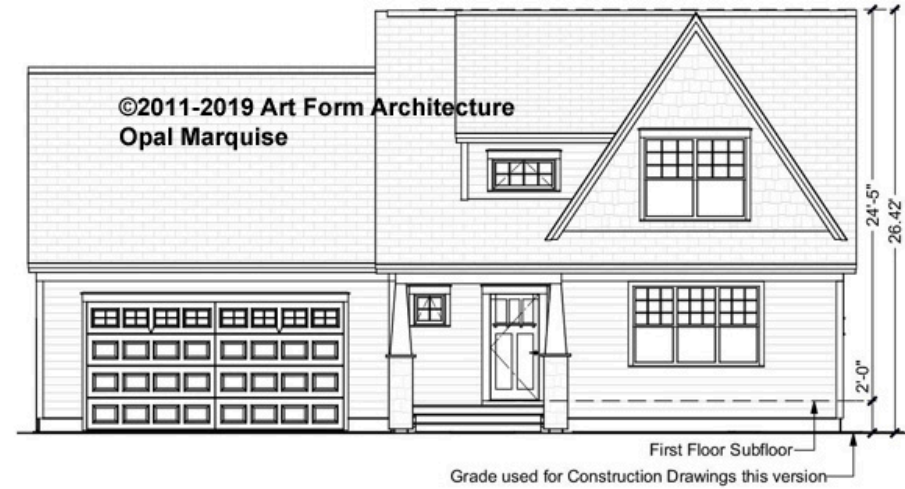 ©2011-2019 Art Form Architecture
Opal Marquise
24'-5"
26.42'
2'-0"
First Floor Subfloor
Grade used for Construction Drawings this version